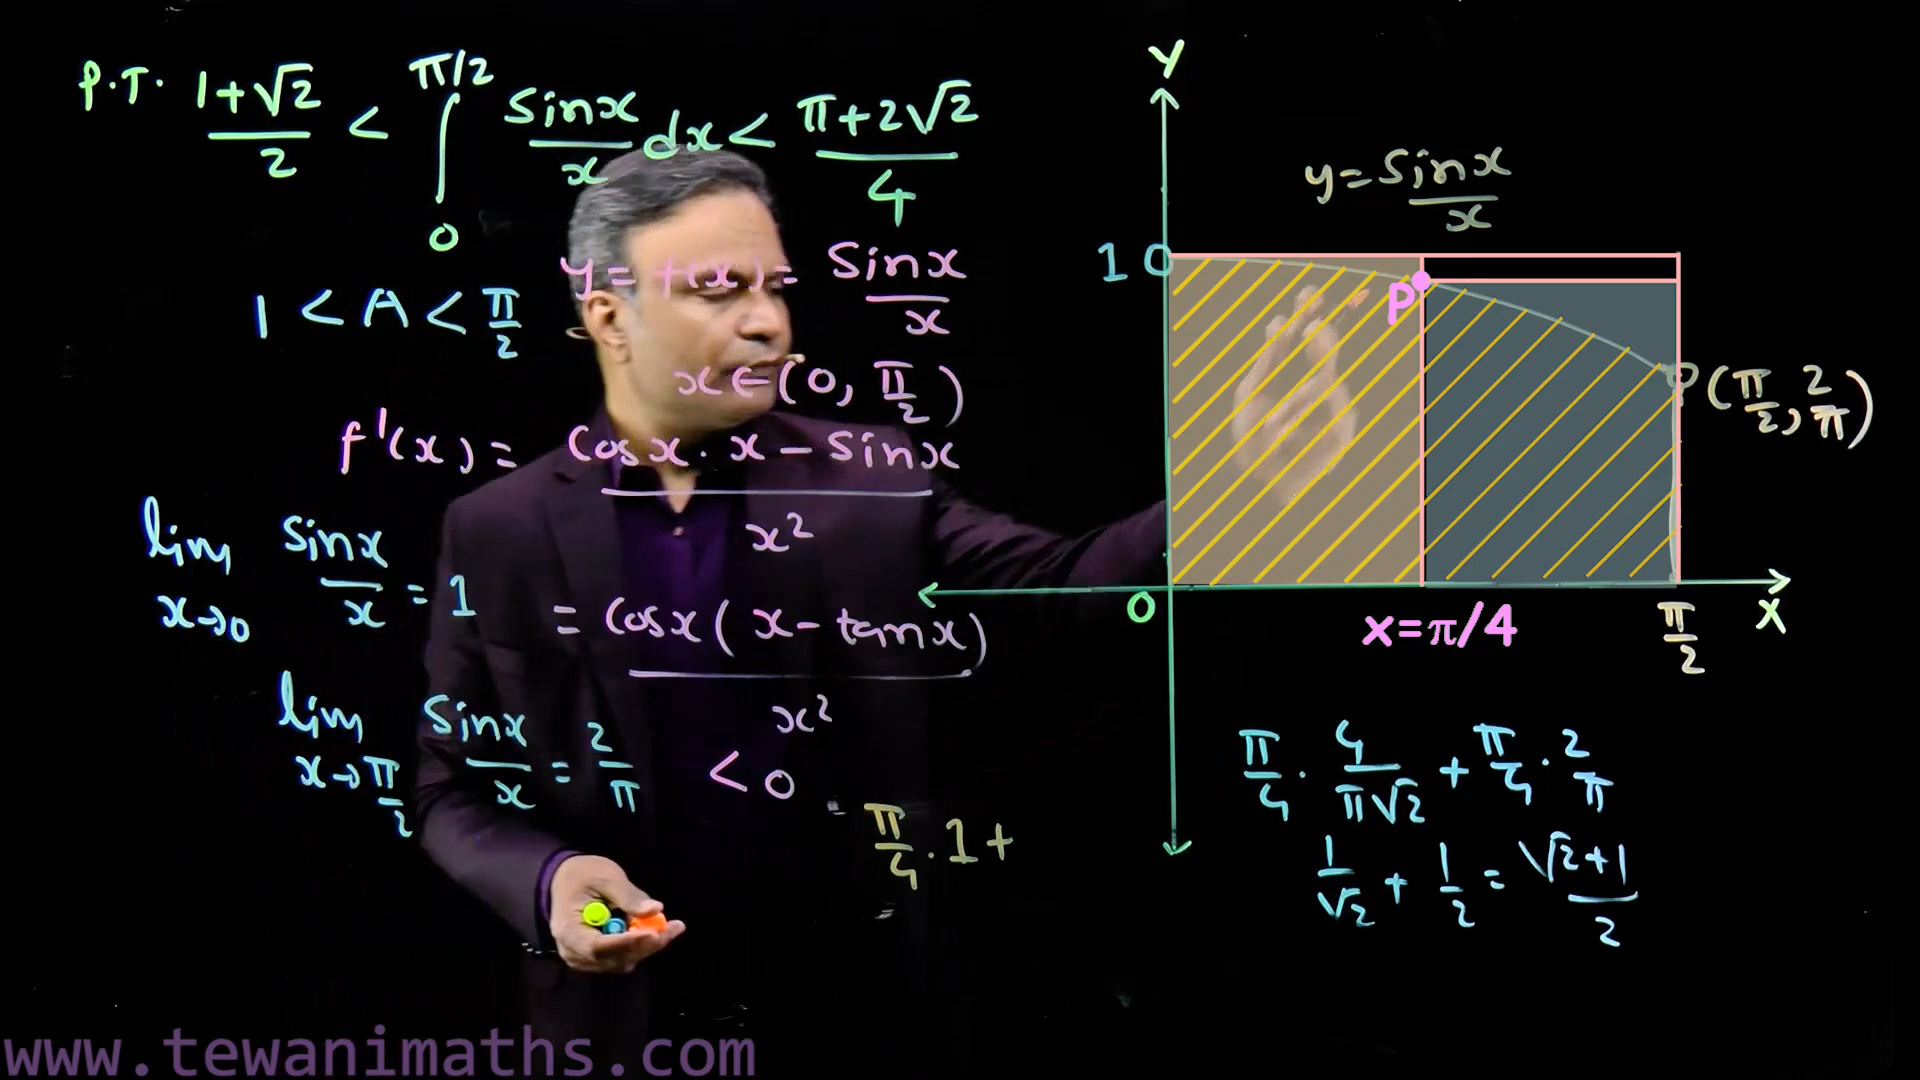 P.T. 1+√2/2 < ∫₀^π/2 Sinx/x dx < π+2√2/4
1 < A < π/2
y = f(x) = Sinx/x
x ∈ (0, π/2)
f'(x) = Cosx . x - Sinx/x²
= Cosx ( x - tanx)/x²
< 0
lim x→0 Sinx/x = 1
lim x→π/2 Sinx/x = 2/π
π/4 . 1 +
Y
y = Sinx/x
1
P
(π/2, 2/π)
O
x=π/4
π/2
X
π/4 . 4/π√2 + π/4 . 2/π
1/√2 + 1/2 = √2+1/2
www.tewanimaths.com